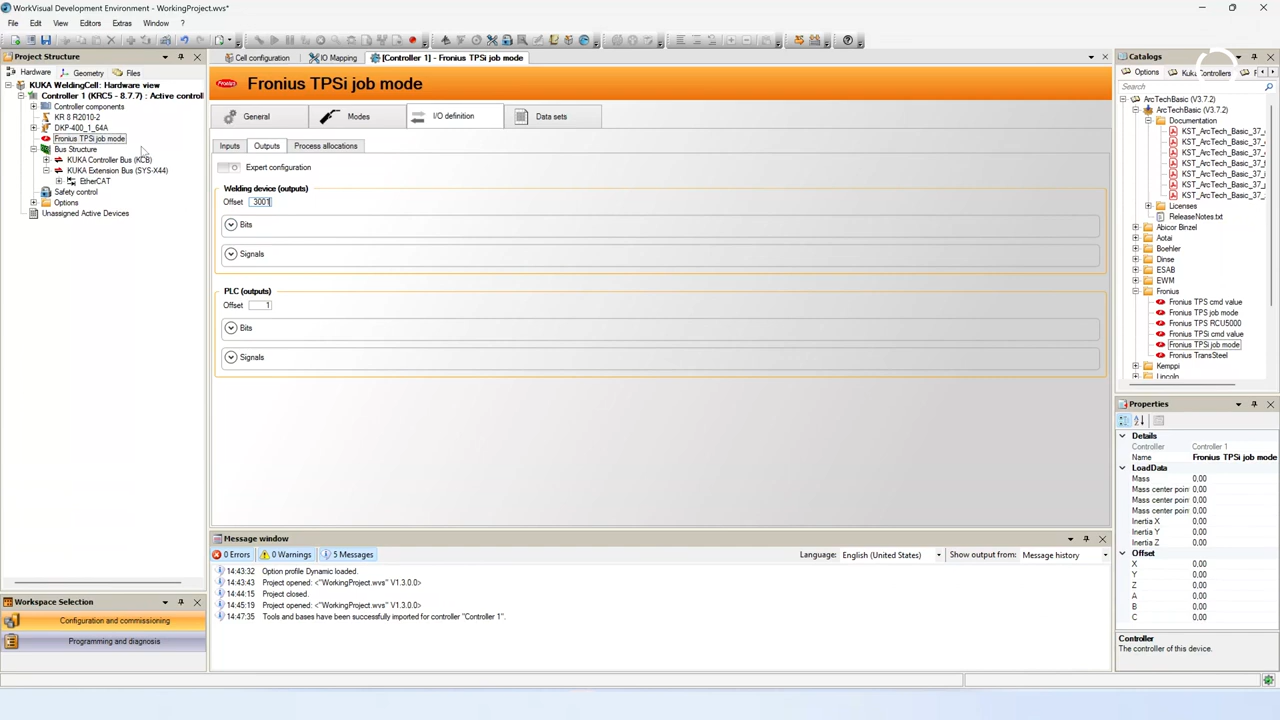 WorkVisual Development Environment - WorkingProject.wvs*
File Edit View Editors Extras Window ?
Project Structure
Hardware Geometry Files
KUKA WeldingCell: Hardware view
Controller 1 (KRC5 - 8.7.7) : Active controll
Controller components
KR 8 R2010-2
DKP-400_1_64A
Fronius TPSi job mode
Bus Structure
KUKA Controller Bus (KCB)
KUKA Extension Bus (SYS-X44)
EtherCAT
Safety control
Options
Unassigned Active Devices
Workspace Selection
Configuration and commissioning
Programming and diagnosis
Cell configuration IO Mapping [Controller 1] - Fronius TPSi job mode
Fronius
Fronius TPSi job mode
General Modes I/O definition Data sets
Inputs Outputs Process allocations
Expert configuration
Welding device (outputs)
Offset 3001
Bits
Signals
PLC (outputs)
Offset 1
Bits
Signals
Message window
0 Errors 0 Warnings 5 Messages Language: English (United States) Show output from: Message history
14:43:32 Option profile Dynamic loaded.
14:43:43 Project opened: <"WorkingProject.wvs" V1.3.0.0>
14:44:15 Project closed.
14:45:19 Project opened: <"WorkingProject.wvs" V1.3.0.0>
14:47:35 Tools and bases have been successfully imported for controller "Controller 1".
Catalogs
Options Kuka Controllers F
Search
ArcTechBasic (V3.7.2)
ArcTechBasic (V3.7.2)
Documentation
KST_ArcTech_Basic_37_
KST_ArcTech_Basic_37_
KST_ArcTech_Basic_37_
KST_ArcTech_Basic_37_
KST_ArcTech_Basic_37_
KST_ArcTech_Basic_37_
KST_ArcTech_Basic_37_
Licenses
ReleaseNotes.txt
Abicor Binzel
Aotai
Boehler
Dinse
ESAB
EWM
Fronius
Fronius TPS cmd value
Fronius TPS job mode
Fronius TPS RCU5000
Fronius TPSi cmd value
Fronius TPSi job mode
Fronius TransSteel
Kemppi
Lincoln
Properties
Details
Controller Controller 1
Name Fronius TPSi job mode
LoadData
Mass 0,00
Mass center poin 0,00
Mass center poin 0,00
Mass center poin 0,00
Inertia X 0,00
Inertia Y 0,00
Inertia Z 0,00
Offset
X 0,00
Y 0,00
Z 0,00
A 0,00
B 0,00
C 0,00
Controller
The controller of this device.